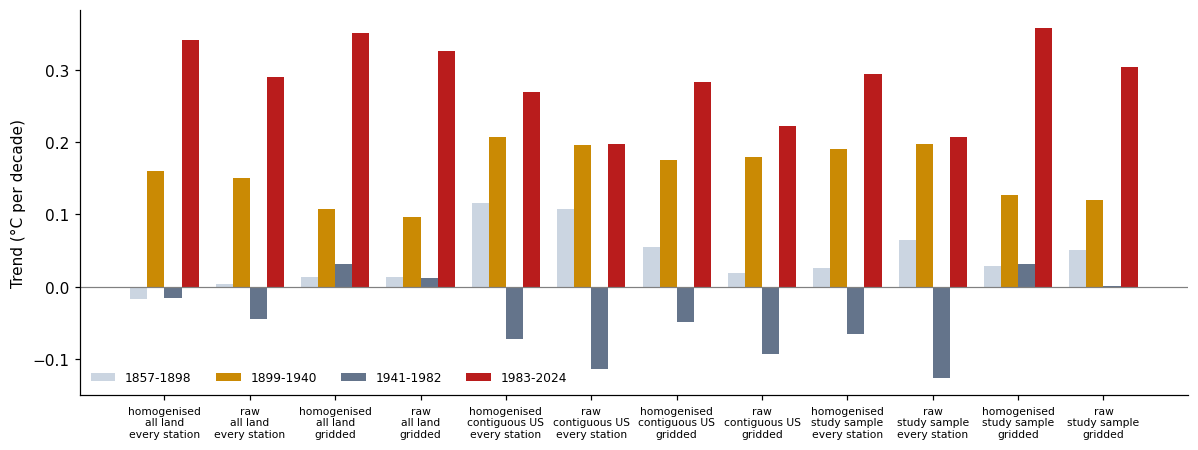 Trend (°C per decade)
0.3
0.2
0.1
0.0
−0.1
1857-1898
1899-1940
1941-1982
1983-2024
homogenised
all land
every station
raw
all land
every station
homogenised
all land
gridded
raw
all land
gridded
homogenised
contiguous US
every station
raw
contiguous US
every station
homogenised
contiguous US
gridded
raw
contiguous US
gridded
homogenised
study sample
every station
raw
study sample
every station
homogenised
study sample
gridded
raw
study sample
gridded